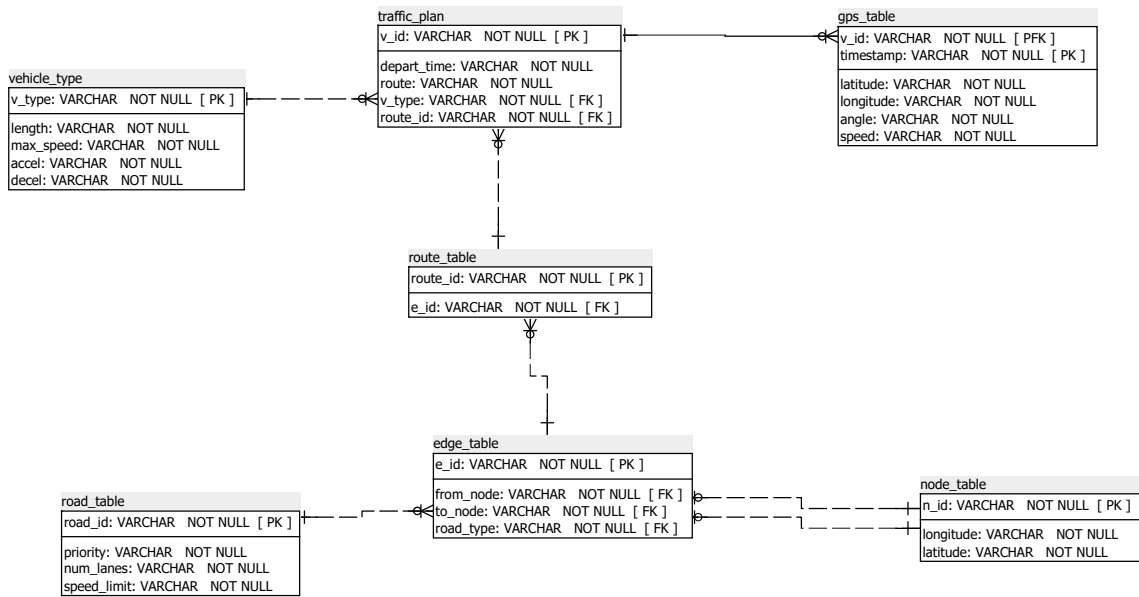 traffic_plan
v_id: VARCHAR NOT NULL [ PK ]
depart_time: VARCHAR NOT NULL
route: VARCHAR NOT NULL
v_type: VARCHAR NOT NULL [ FK ]
route_id: VARCHAR NOT NULL [ FK ]
gps_table
v_id: VARCHAR NOT NULL [ PFK ]
timestamp: VARCHAR NOT NULL [ PK ]
latitude: VARCHAR NOT NULL
longitude: VARCHAR NOT NULL
angle: VARCHAR NOT NULL
speed: VARCHAR NOT NULL
vehicle_type
v_type: VARCHAR NOT NULL [ PK ]
length: VARCHAR NOT NULL
max_speed: VARCHAR NOT NULL
accel: VARCHAR NOT NULL
decel: VARCHAR NOT NULL
route_table
route_id: VARCHAR NOT NULL [ PK ]
e_id: VARCHAR NOT NULL [ FK ]
edge_table
e_id: VARCHAR NOT NULL [ PK ]
from_node: VARCHAR NOT NULL [ FK ]
to_node: VARCHAR NOT NULL [ FK ]
road_type: VARCHAR NOT NULL [ FK ]
road_table
road_id: VARCHAR NOT NULL [ PK ]
priority: VARCHAR NOT NULL
num_lanes: VARCHAR NOT NULL
speed_limit: VARCHAR NOT NULL
node_table
n_id: VARCHAR NOT NULL [ PK ]
longitude: VARCHAR NOT NULL
latitude: VARCHAR NOT NULL